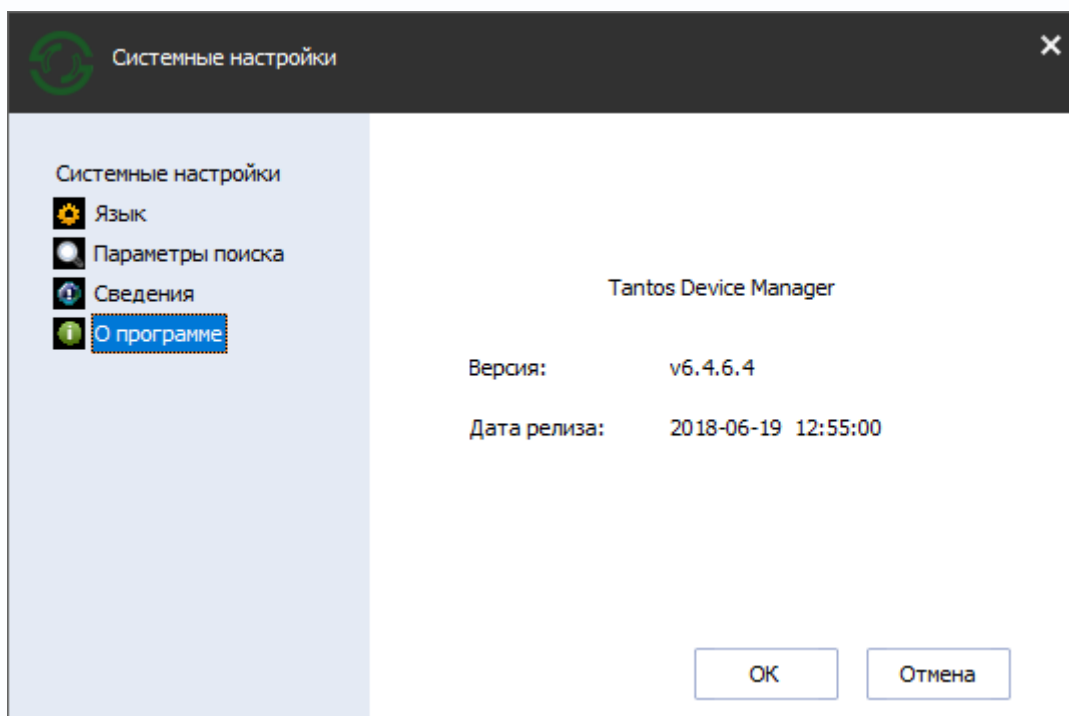 Системные настройки
Системные настройки
Язык
Параметры поиска
Сведения
О программе
Tantos Device Manager
Версия: v6.4.6.4
Дата релиза: 2018-06-19 12:55:00
ОК Отмена